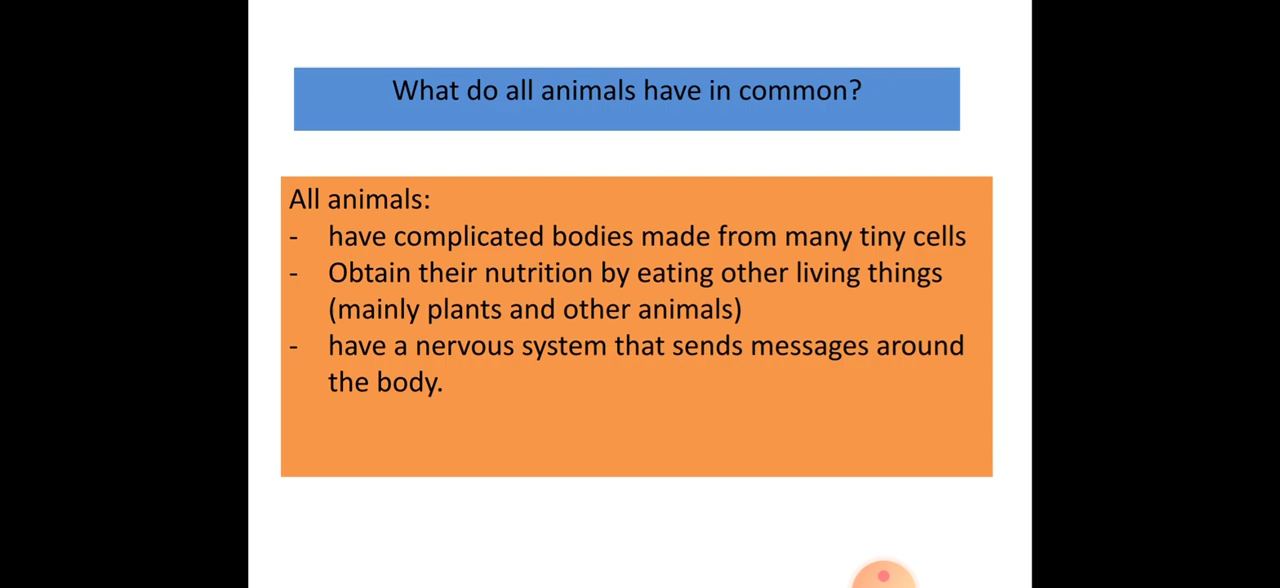 What do all animals have in common?
All animals:
- have complicated bodies made from many tiny cells
- Obtain their nutrition by eating other living things
(mainly plants and other animals)
- have a nervous system that sends messages around
the body.